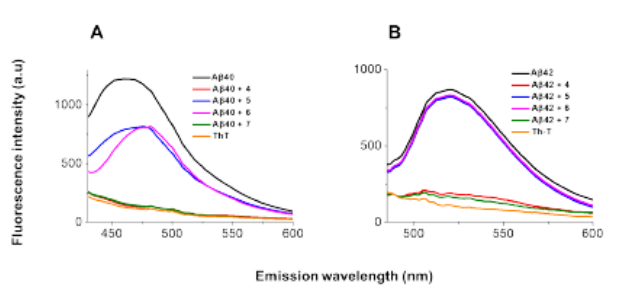 A
B
Fluorescence intensity (a.u)
1000
500
0
450
500
550
600
Aβ40
Aβ40 + 4
Aβ40 + 5
Aβ40 + 6
Aβ40 + 7
ThT
1000
500
0
500
550
600
Aβ42
Aβ42 + 4
Aβ42 + 5
Aβ42 + 6
Aβ42 + 7
Th-T
Emission wavelength (nm)